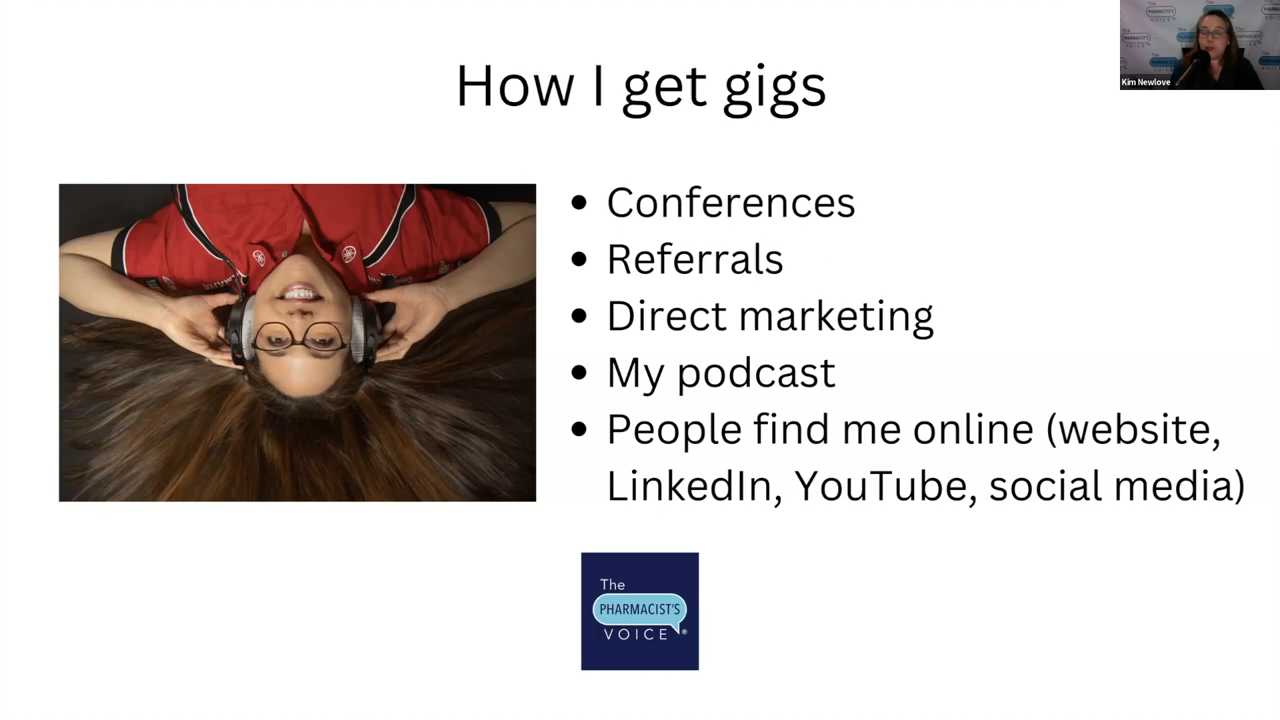 How I get gigs
Kim Newlove
Conferences
Referrals
Direct marketing
My podcast
People find me online (website,
LinkedIn, YouTube, social media)
The
PHARMACIST'S
VOICE®